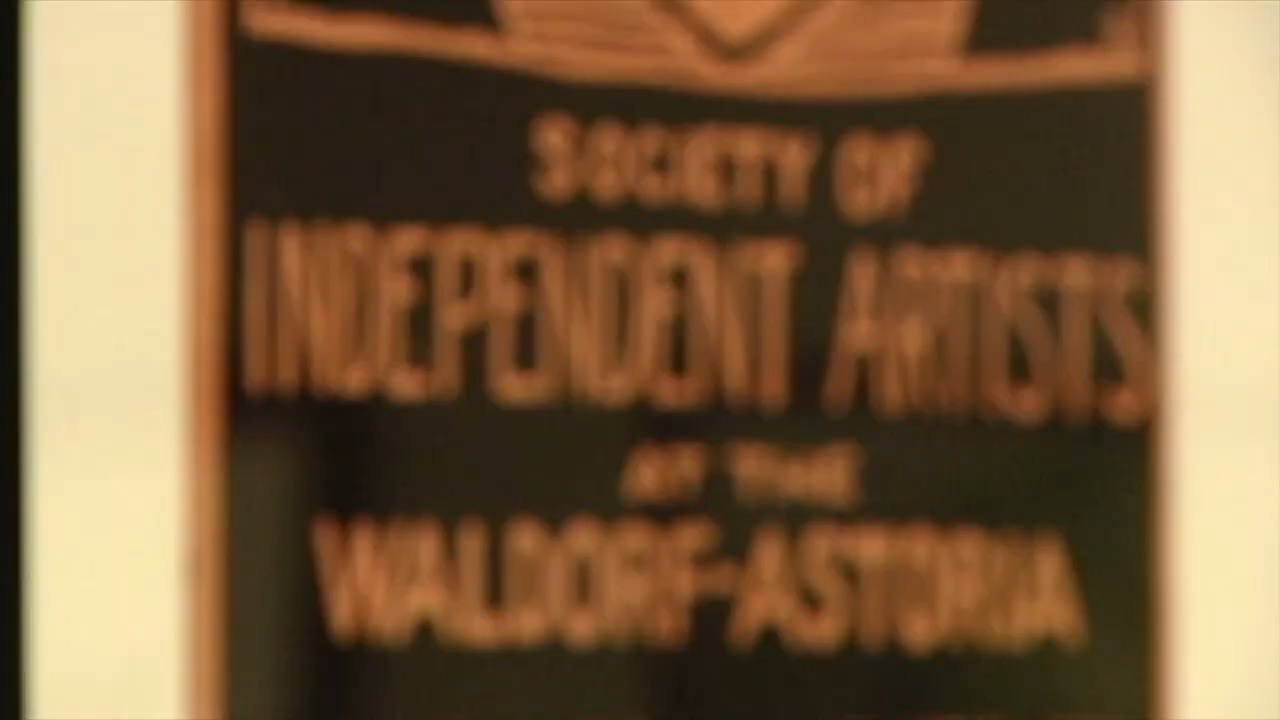 SOCIETY OF
INDEPENDENT ARTISTS
AT THE
WALDORF-ASTORIA